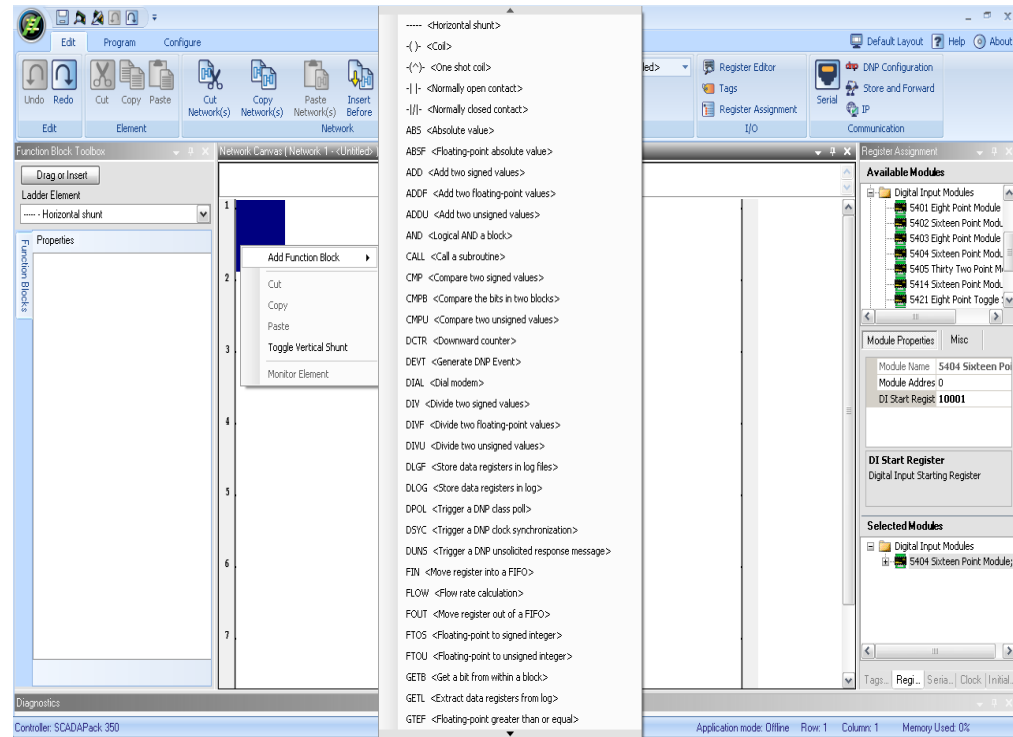 Edit Program Configure
Default Layout Help About
Undo Redo
Cut Copy Paste
Cut Network(s)
Copy Network(s)
Paste Network(s)
Insert Before
Edit Element Network
Register Editor
Tags
Register Assignment
I/O
Serial
DNP Configuration
Store and Forward
IP
Communication
Function Block Toolbox
Drag or Insert
Ladder Element
----- - Horizontal shunt
Function Blocks
Properties
Network Canvas ( Network 1 - <Untitled> )
1
2
3
4
5
6
7
Add Function Block
Cut
Copy
Paste
Toggle Vertical Shunt
Monitor Element
----- <Horizontal shunt>
-( )- <Coil>
-(^)- <One shot coil>
-| |- <Normally open contact>
-|/|- <Normally closed contact>
ABS <Absolute value>
ABSF <Floating-point absolute value>
ADD <Add two signed values>
ADDF <Add two floating-point values>
ADDU <Add two unsigned values>
AND <Logical AND a block>
CALL <Call a subroutine>
CMP <Compare two signed values>
CMPB <Compare the bits in two blocks>
CMPU <Compare two unsigned values>
DCTR <Downward counter>
DEVT <Generate DNP Event>
DIAL <Dial modem>
DIV <Divide two signed values>
DIVF <Divide two floating-point values>
DIVU <Divide two unsigned values>
DLGF <Store data registers in log files>
DLOG <Store data registers in log>
DPOL <Trigger a DNP class poll>
DSYC <Trigger a DNP clock synchronization>
DUNS <Trigger a DNP unsolicited response message>
FIN <Move register into a FIFO>
FLOW <Flow rate calculation>
FOUT <Move register out of a FIFO>
FTOS <Floating-point to signed integer>
FTOU <Floating-point to unsigned integer>
GETB <Get a bit from within a block>
GETL <Extract data registers from log>
GTEF <Floating-point greater than or equal>
Register Assignment
Available Modules
Digital Input Modules
5401 Eight Point Module
5402 Sixteen Point Modu
5403 Eight Point Module
5404 Sixteen Point Modu
5405 Thirty Two Point M
5414 Sixteen Point Modu
5421 Eight Point Toggle
Module Properties Misc
Module Name 5404 Sixteen Poi
Module Addres 0
DI Start Regist 10001
DI Start Register
Digital Input Starting Register
Selected Modules
Digital Input Modules
5404 Sixteen Point Module;
Tags... Regi... Seria... Clock Initial
Diagnostics
Controller: SCADAPack 350
Application mode: Offline Row: 1 Column: 1 Memory Used: 0%